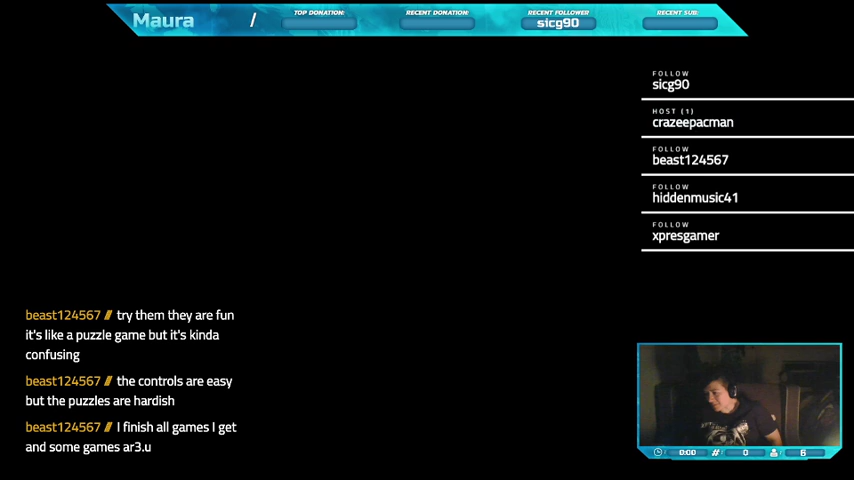 Maura
/
TOP DONATION:
RECENT DONATION:
RECENT FOLLOWER
sicg90
RECENT SUB:
FOLLOW
sicg90
HOST (1)
crazeepacman
FOLLOW
beast124567
FOLLOW
hiddenmusic41
FOLLOW
xpresgamer
beast124567 // try them they are fun
it's like a puzzle game but it's kinda
confusing
beast124567 // the controls are easy
but the puzzles are hardish
beast124567 // I finish all games I get
and some games ar3.u
0:00 # 0 6